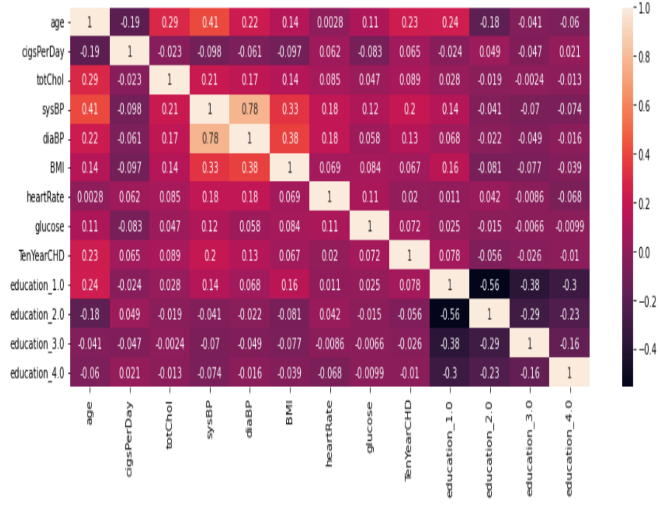 age 1 -0.19 0.29 0.41 0.22 0.14 0.0028 0.11 0.23 0.24 -0.18 -0.041 -0.06
cigsPerDay -0.19 1 -0.023 -0.098 -0.061 -0.097 0.062 -0.083 0.065 -0.024 0.049 -0.047 0.021
totChol 0.29 -0.023 1 0.21 0.17 0.14 0.085 0.047 0.089 0.028 -0.019 -0.0024 -0.013
sysBP 0.41 -0.098 0.21 1 0.78 0.33 0.18 0.12 0.2 0.14 -0.041 -0.07 -0.074
diaBP 0.22 -0.061 0.17 0.78 1 0.38 0.18 0.058 0.13 0.068 -0.022 -0.049 -0.016
BMI 0.14 -0.097 0.14 0.33 0.38 1 0.069 0.084 0.067 0.16 -0.081 -0.077 -0.039
heartRate 0.0028 0.062 0.085 0.18 0.18 0.069 1 0.11 0.02 0.011 0.042 -0.0086 -0.068
glucose 0.11 -0.083 0.047 0.12 0.058 0.084 0.11 1 0.072 0.025 -0.015 -0.0066 -0.0099
TenYearCHD 0.23 0.065 0.089 0.2 0.13 0.067 0.02 0.072 1 0.078 -0.056 -0.026 -0.01
education_1.0 0.24 -0.024 0.028 0.14 0.068 0.16 0.011 0.025 0.078 1 -0.56 -0.38 -0.3
education_2.0 -0.18 0.049 -0.019 -0.041 -0.022 -0.081 0.042 -0.015 -0.056 -0.56 1 -0.29 -0.23
education_3.0 -0.041 -0.047 -0.0024 -0.07 -0.049 -0.077 -0.0086 -0.0066 -0.026 -0.38 -0.29 1 -0.16
education_4.0 -0.06 0.021 -0.013 -0.074 -0.016 -0.039 -0.068 -0.0099 -0.01 -0.3 -0.23 -0.16 1
age cigsPerDay totChol sysBP diaBP BMI heartRate glucose TenYearCHD education_1.0 education_2.0 education_3.0 education_4.0
1.0
0.8
0.6
0.4
0.2
0.0
−0.2
−0.4